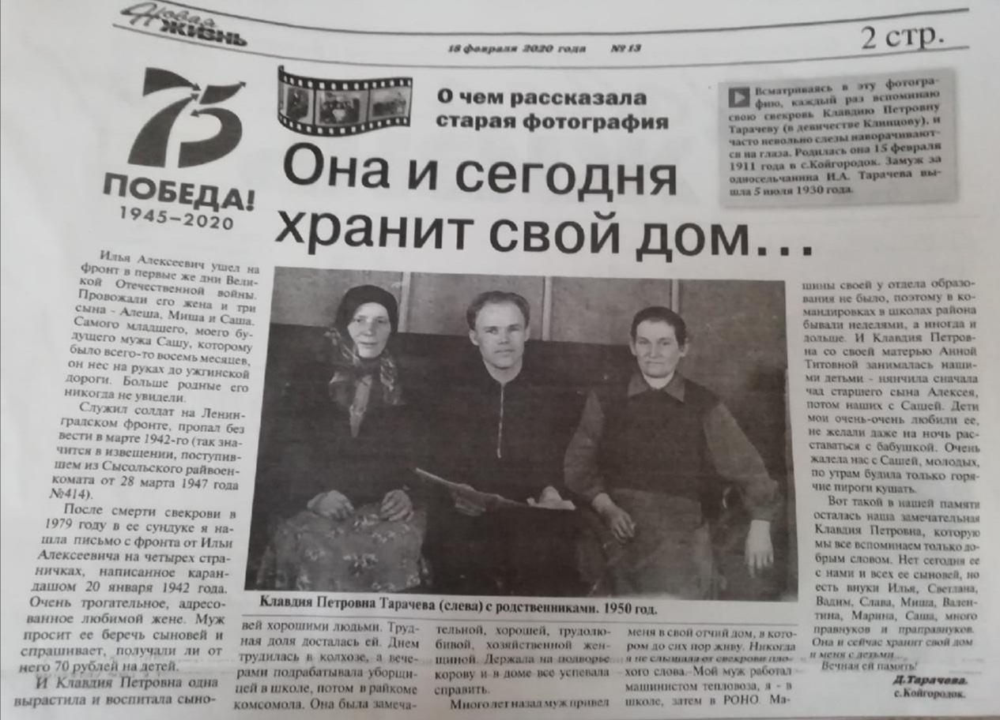 Новая
жизнь
18 февраля 2020 года №13
2 стр.
75
ПОБЕДА!
1945–2020
О чем рассказала
старая фотография
Она и сегодня
хранит свой дом...
Всматриваясь в эту фотогра-
фию, каждый раз вспоминаю
свою свекровь Клавдию Петровну
Тарачеву (в девичестве Клинцову), и
часто невольно слезы наворачивают-
ся на глаза. Родилась она 15 февраля
1911 года в с.Койгородок. Замуж за
односельчанина И.А. Тарачева вы-
шла 5 июля 1930 года.
Илья Алексеевич ушел на
фронт в первые же дни Вели-
кой Отечественной войны.
Провожали его жена и три
сына - Алеша, Миша и Саша.
Самого младшего, моего бу-
дущего мужа Сашу, которому
было всего-то восемь месяцев,
он нес на руках до ужгинской
дороги. Больше родные его
никогда не увидели.
Служил солдат на Ленин-
градском фронте, пропал без
вести в марте 1942-го (так зна-
чится в извещении, поступив-
шем из Сысольского райвоен-
комата от 28 марта 1947 года
№414).
После смерти свекрови в
1979 году в ее сундуке я на-
шла письмо с фронта от Ильи
Алексеевича на четырех стра-
ничках, написанное каран-
дашом 20 января 1942 года.
Очень трогательное, адресо-
ванное любимой жене. Муж
просит ее беречь сыновей и
спрашивает, получали ли от
него 70 рублей на детей.
И Клавдия Петровна одна
вырастила и воспитала сыно-
Клавдия Петровна Тарачева (слева) с родственниками. 1950 год.
вей хорошими людьми. Труд-
ная доля досталась ей. Днем
трудилась в колхозе, а вече-
рами подрабатывала уборщи-
цей в школе, потом в райкоме
комсомола. Она была замеча-
тельной, хорошей, трудолю-
бивой, хозяйственной жен-
щиной. Держала на подворье
корову и в доме все успевала
справить.
Много лет назад муж привел
меня в свой отчий дом, в кото-
ром до сих пор живу. Никогда
я не слышала от свекрови пло-
хого слова. Мой муж работал
машинистом тепловоза, я - в
школе, затем в РОНО. Ма-
шины своей у отдела образо-
вания не было, поэтому в ко-
мандировках в школах района
бывали неделями, а иногда и
дольше. И Клавдия Петров-
на со своей матерью Анной
Титовной занималась наши-
ми детьми - нянчила сначала
чад старшего сына Алексея,
потом наших с Сашей. Дети
мои очень-очень любили ее,
не желали даже на ночь рас-
ставаться с бабушкой. Очень
жалела нас с Сашей, молодых,
по утрам будила только горя-
чие пироги кушать.
Вот такой в нашей памяти
осталась наша замечательная
Клавдия Петровна, которую
мы все вспоминаем только до-
брым словом. Нет сегодня ее
с нами и всех ее сыновей, но
есть внуки Илья, Светлана,
Вадим, Слава, Миша, Вален-
тина, Марина, Саша, много
правнуков и праправнуков.
Она и сейчас хранит свой дом
и меня с детьми.
Вечная ей память!
Д.Тарачева.
с.Койгородок.